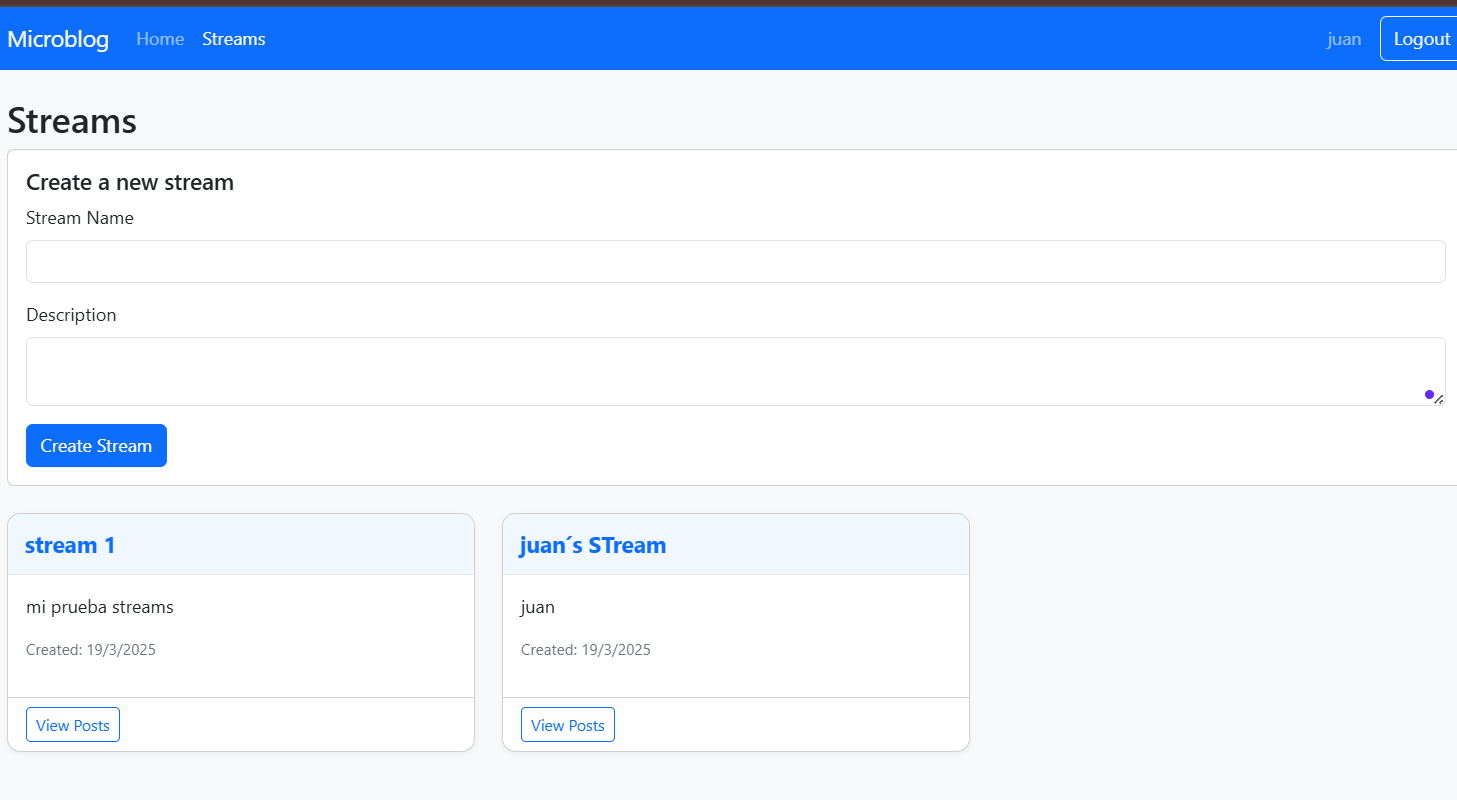 Microblog Home Streams juan Logout
Streams
Create a new stream
Stream Name
Description
Create Stream
stream 1
mi prueba streams
Created: 19/3/2025
View Posts
juan´s STream
juan
Created: 19/3/2025
View Posts